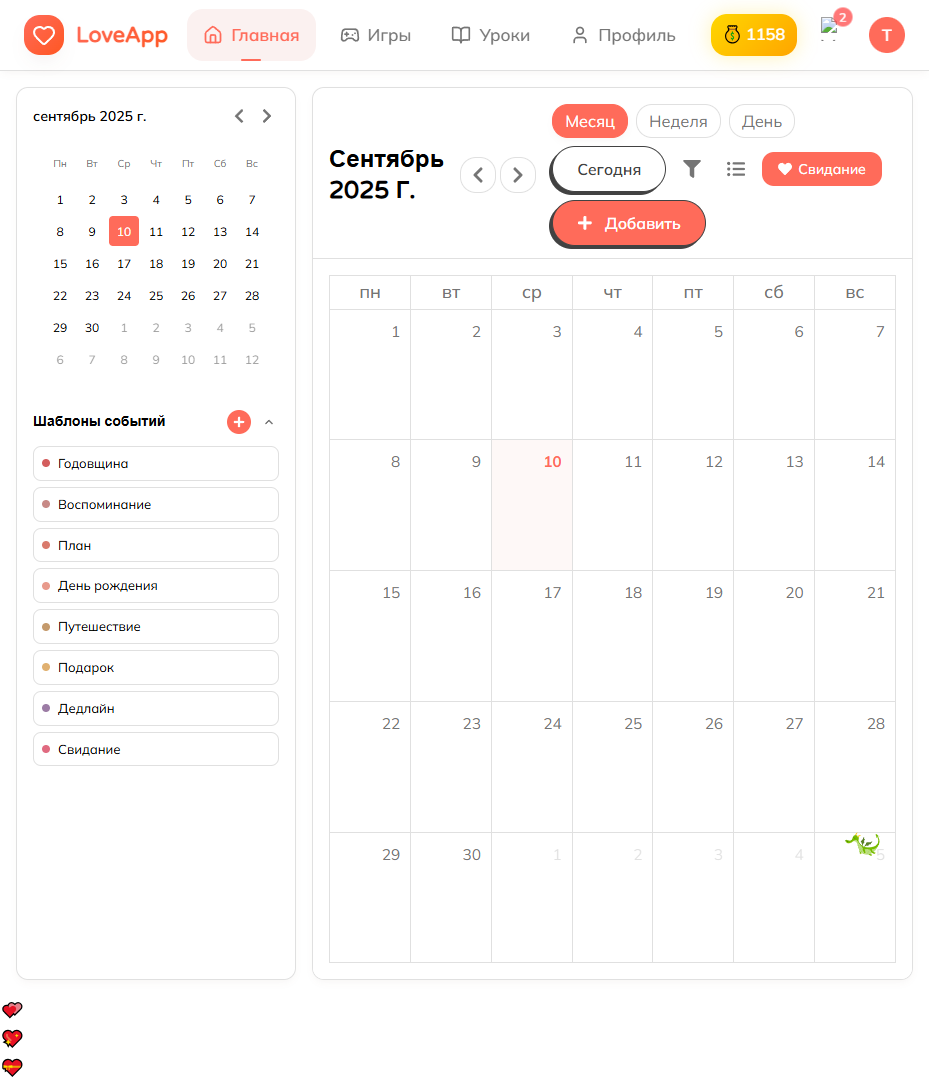 LoveApp Главная Игры Уроки Профиль 1158 2 T
сентябрь 2025 г.
Пн Вт Ср Чт Пт Сб Вс
1 2 3 4 5 6 7
8 9 10 11 12 13 14
15 16 17 18 19 20 21
22 23 24 25 26 27 28
29 30 1 2 3 4 5
6 7 8 9 10 11 12
Шаблоны событий
Годовщина
Воспоминание
План
День рождения
Путешествие
Подарок
Дедлайн
Свидание
Сентябрь
2025 Г.
Месяц Неделя День
Сегодня Свидание
Добавить
пн вт ср чт пт сб вс
1 2 3 4 5 6 7
8 9 10 11 12 13 14
15 16 17 18 19 20 21
22 23 24 25 26 27 28
29 30 1 2 3 4 5